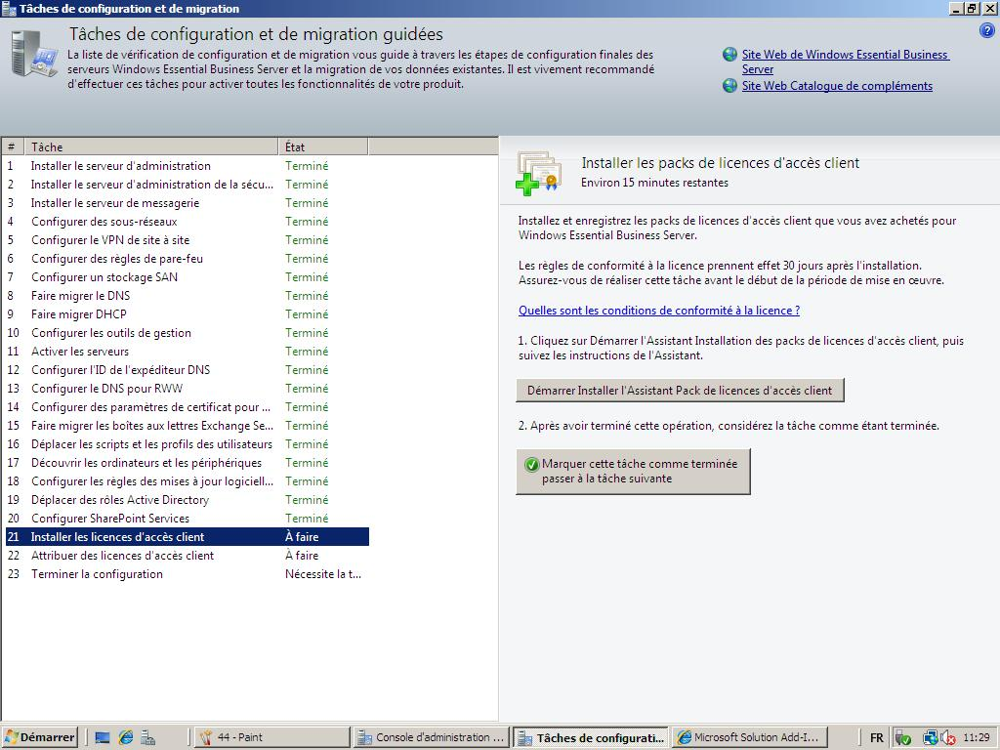 Tâches de configuration et de migration
Tâches de configuration et de migration guidées
La liste de vérification de configuration et de migration vous guide à travers les étapes de configuration finales des
serveurs Windows Essential Business Server et la migration de vos données existantes. Il est vivement recommandé
d'effectuer ces tâches pour activer toutes les fonctionnalités de votre produit.
Site Web de Windows Essential Business
Server
Site Web Catalogue de compléments
# Tâche État
1 Installer le serveur d'administration Terminé
2 Installer le serveur d'administration de la sécu... Terminé
3 Installer le serveur de messagerie Terminé
4 Configurer des sous-réseaux Terminé
5 Configurer le VPN de site à site Terminé
6 Configurer des règles de pare-feu Terminé
7 Configurer un stockage SAN Terminé
8 Faire migrer le DNS Terminé
9 Faire migrer DHCP Terminé
10 Configurer les outils de gestion Terminé
11 Activer les serveurs Terminé
12 Configurer l'ID de l'expéditeur DNS Terminé
13 Configurer le DNS pour RWW Terminé
14 Configurer des paramètres de certificat pour ... Terminé
15 Faire migrer les boîtes aux lettres Exchange Se... Terminé
16 Déplacer les scripts et les profils des utilisateurs Terminé
17 Découvrir les ordinateurs et les périphériques Terminé
18 Configurer les règles des mises à jour logiciell... Terminé
19 Déplacer des rôles Active Directory Terminé
20 Configurer SharePoint Services Terminé
21 Installer les licences d'accès client À faire
22 Attribuer des licences d'accès client À faire
23 Terminer la configuration Nécessite la t...
Installer les packs de licences d'accès client
Environ 15 minutes restantes
Installez et enregistrez les packs de licences d'accès client que vous avez achetés pour
Windows Essential Business Server.
Les règles de conformité à la licence prennent effet 30 jours après l'installation.
Assurez-vous de réaliser cette tâche avant le début de la période de mise en œuvre.
Quelles sont les conditions de conformité à la licence ?
1. Cliquez sur Démarrer l'Assistant Installation des packs de licences d'accès client, puis
suivez les instructions de l'Assistant.
Démarrer Installer l'Assistant Pack de licences d'accès client
2. Après avoir terminé cette opération, considérez la tâche comme étant terminée.
Marquer cette tâche comme terminée
passer à la tâche suivante
Démarrer 44 - Paint Console d'administration ... Tâches de configurati... Microsoft Solution Add-I... FR 11:29